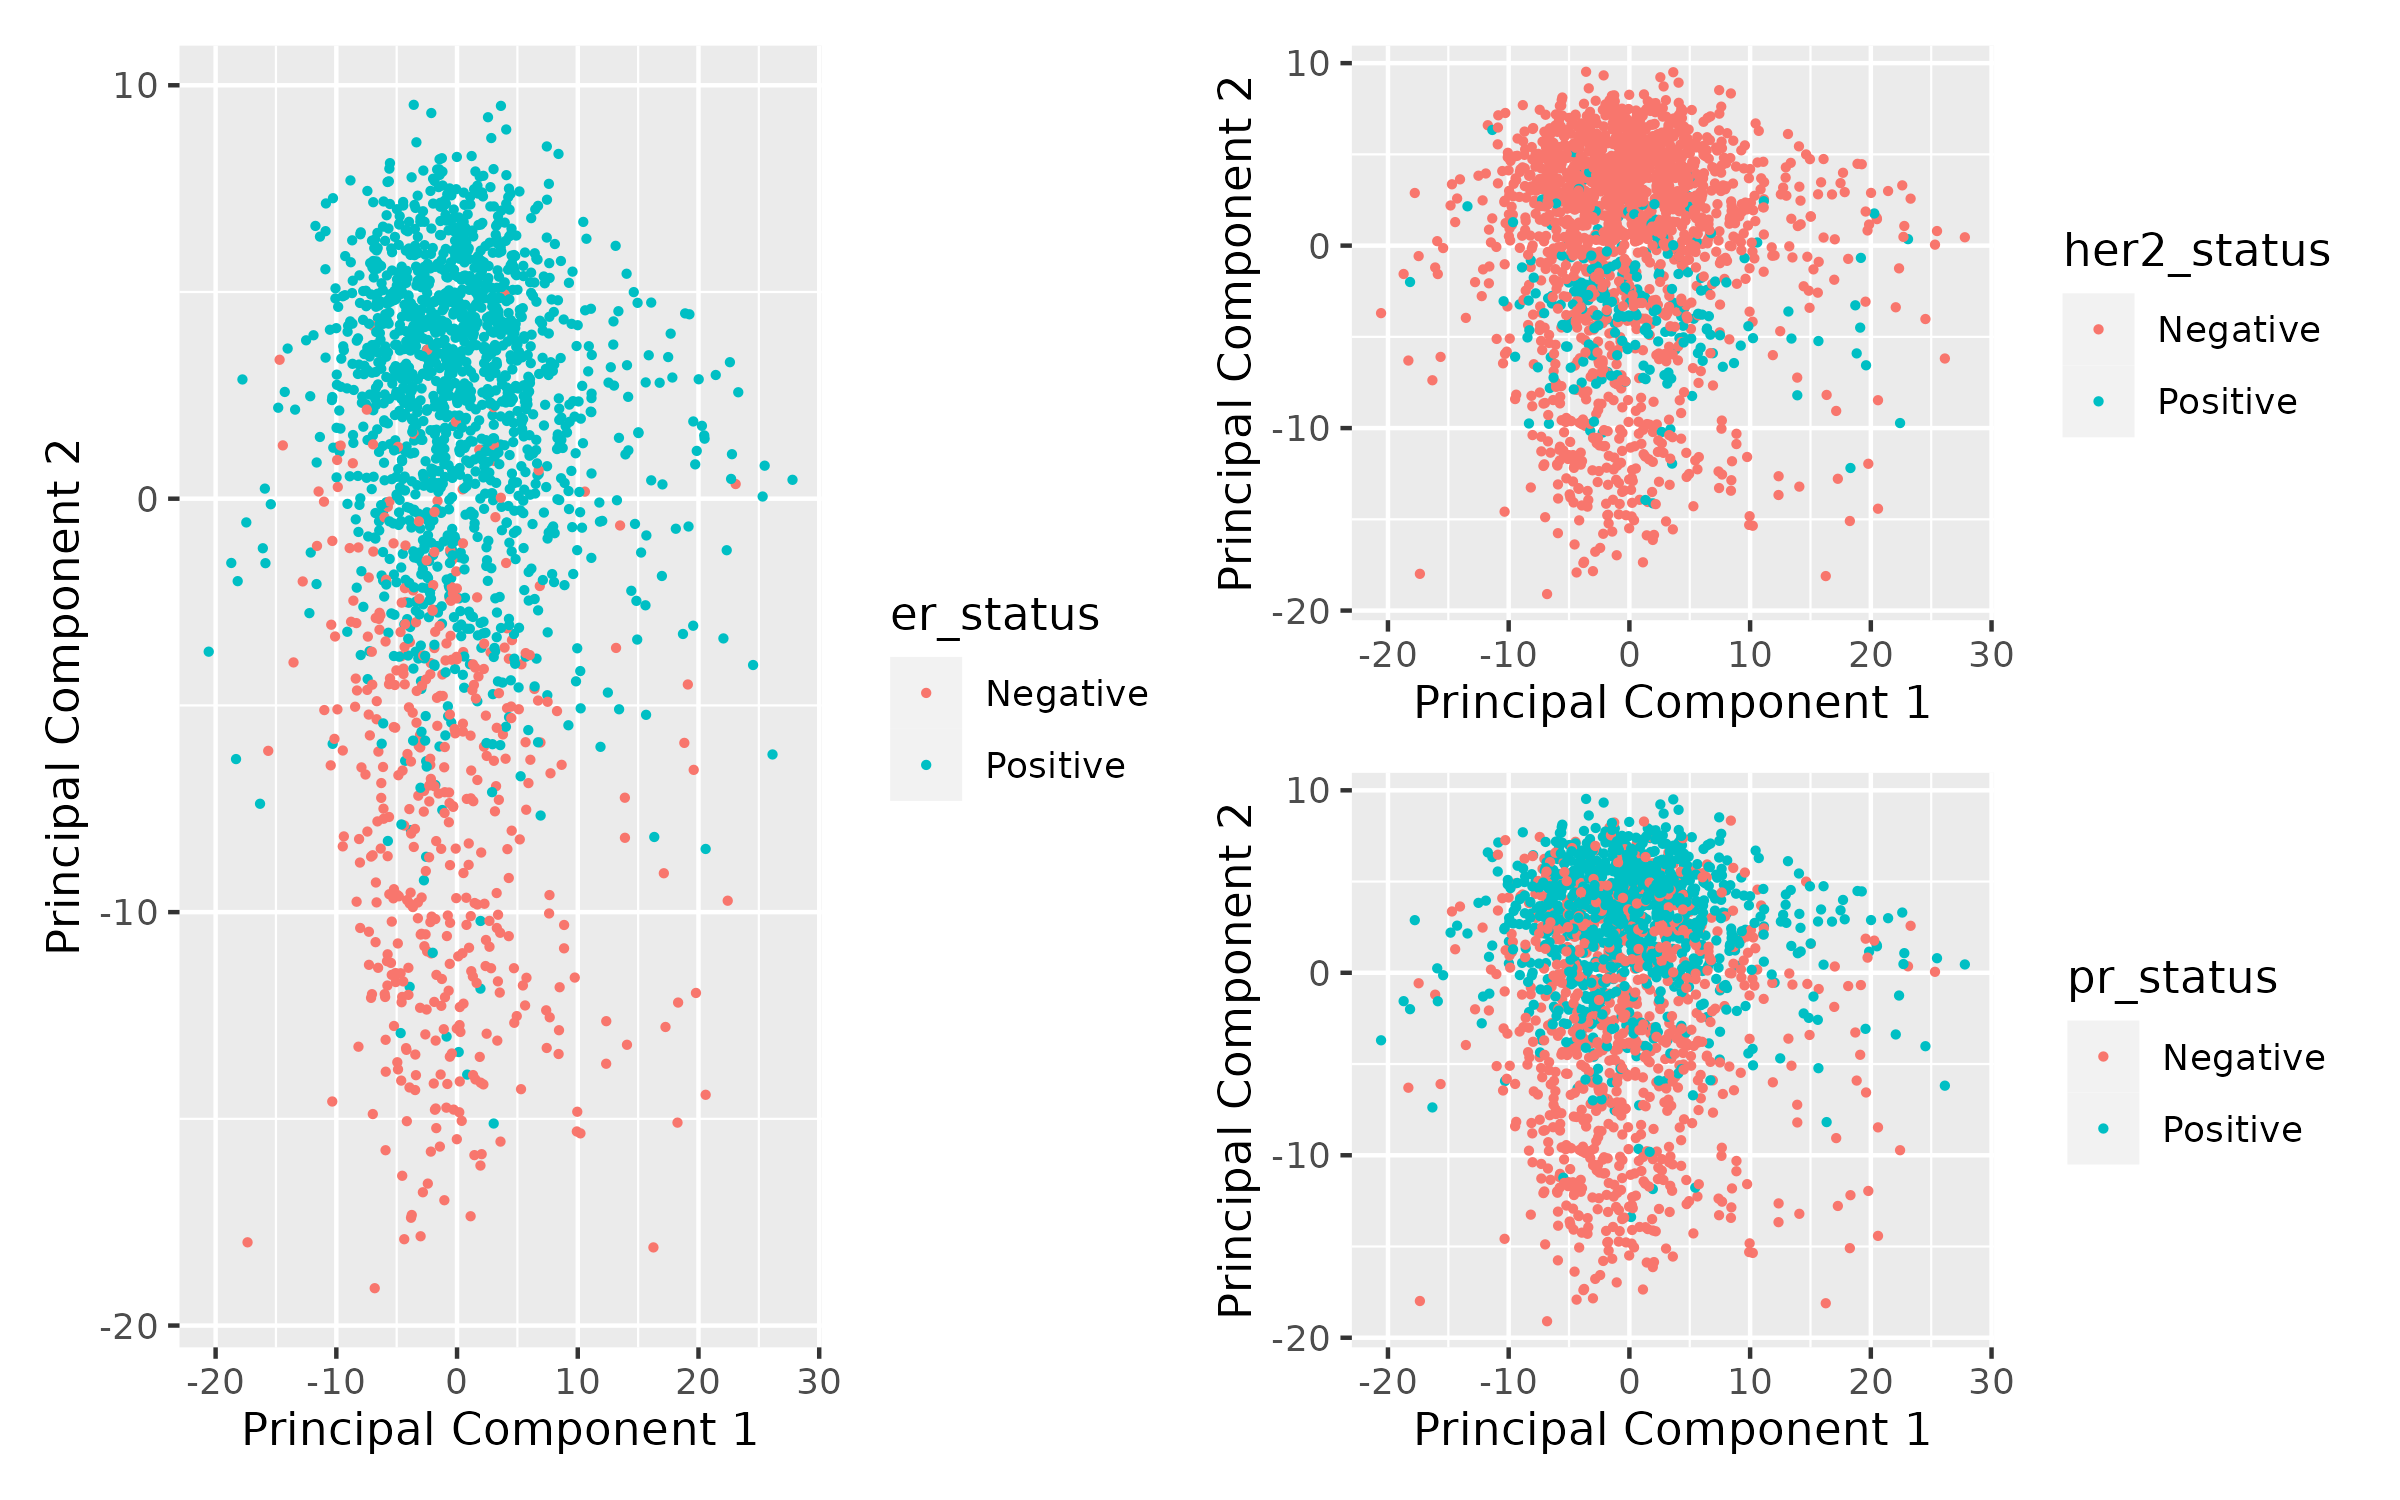 10
0
-10
-20
-20 -10 0 10 20 30
Principal Component 1
Principal Component 2
er_status
Negative
Positive
10
0
-10
-20
-20 -10 0 10 20 30
Principal Component 1
Principal Component 2
her2_status
Negative
Positive
10
0
-10
-20
-20 -10 0 10 20 30
Principal Component 1
Principal Component 2
pr_status
Negative
Positive